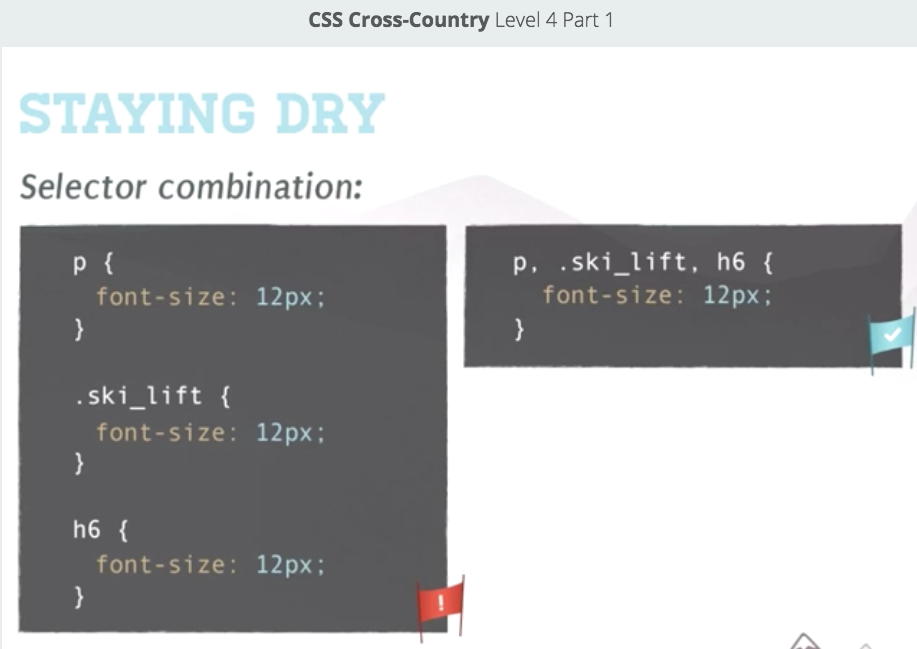 CSS Cross-Country Level 4 Part 1
STAYING DRY
Selector combination:
p {
font-size: 12px;
}
.ski_lift {
font-size: 12px;
}
h6 {
font-size: 12px;
}
!
p, .ski_lift, h6 {
font-size: 12px;
}